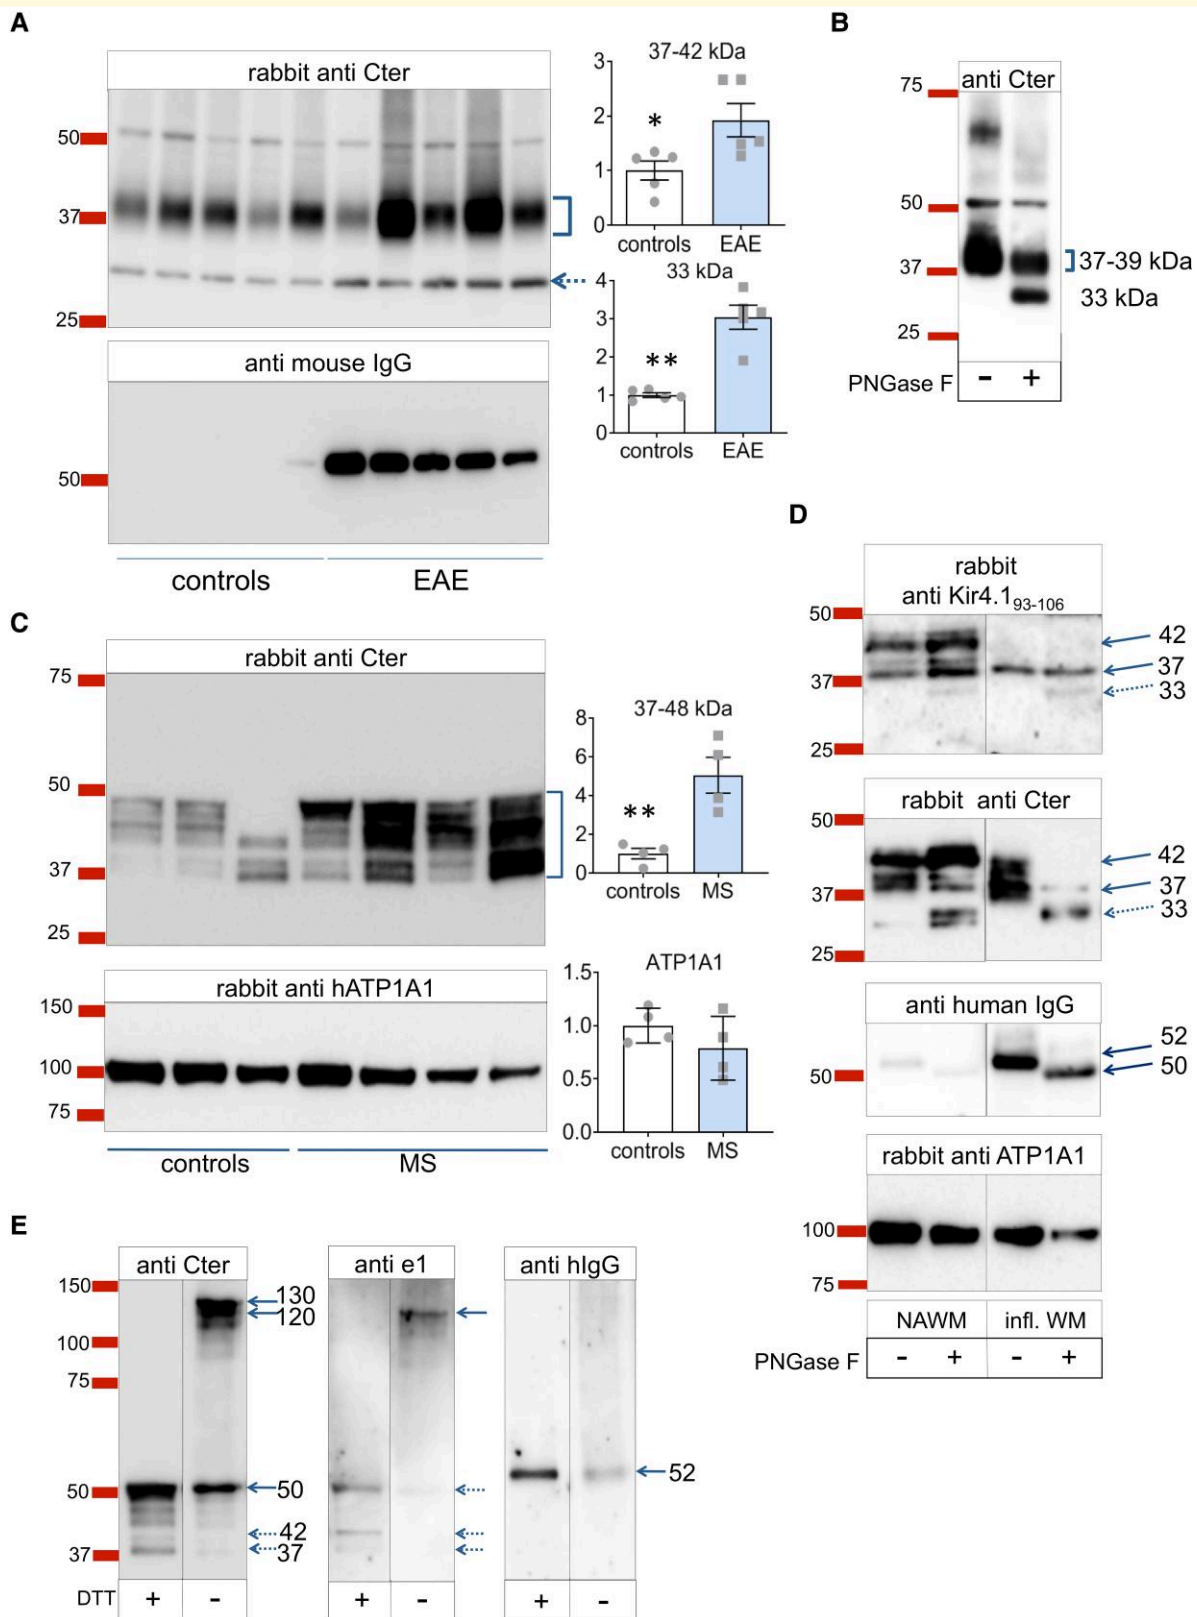 A
rabbit anti Cter
50
37
25
37-42 kDa
3
2
1
0
*
controls EAE
33 kDa
4
3
2
1
0
**
controls EAE
anti mouse IgG
50
controls EAE
B
anti Cter
75
50
37
25
37-39 kDa
33 kDa
PNGase F - +
C
rabbit anti Cter
75
50
37
25
37-48 kDa
8
6
4
2
0
**
controls MS
rabbit anti hATP1A1
150
100
75
ATP1A1
1.5
1.0
0.5
0.0
controls MS
controls MS
D
rabbit
anti Kir4.1₉₃₋₁₀₆
50
37
25
42
37
33
rabbit anti Cter
50
37
25
42
37
33
anti human IgG
50
52
50
rabbit anti ATP1A1
100
75
NAWM infl. WM
PNGase F - + - +
E
anti Cter
150
100
75
50
37
130
120
50
42
37
anti e1
anti hIgG
52
DTT + - + - + -